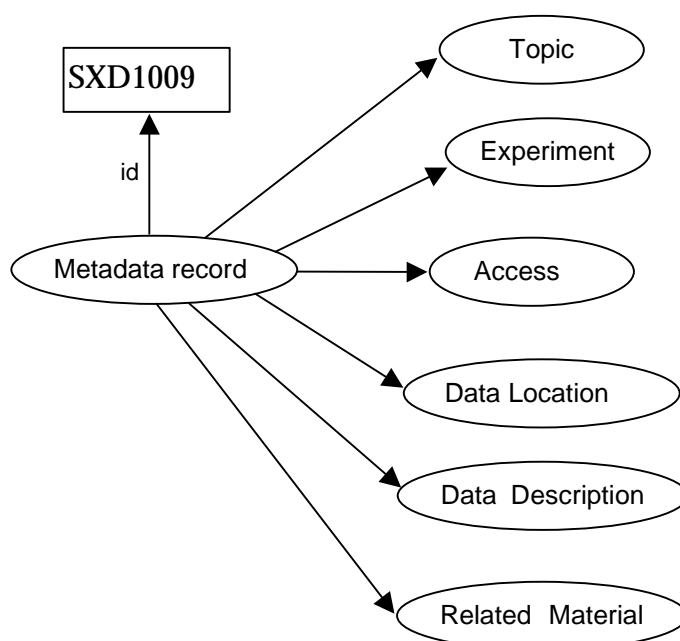 Topic
SXD1009
Experiment
id
Metadata record
Access
Data Location
Data Description
Related Material